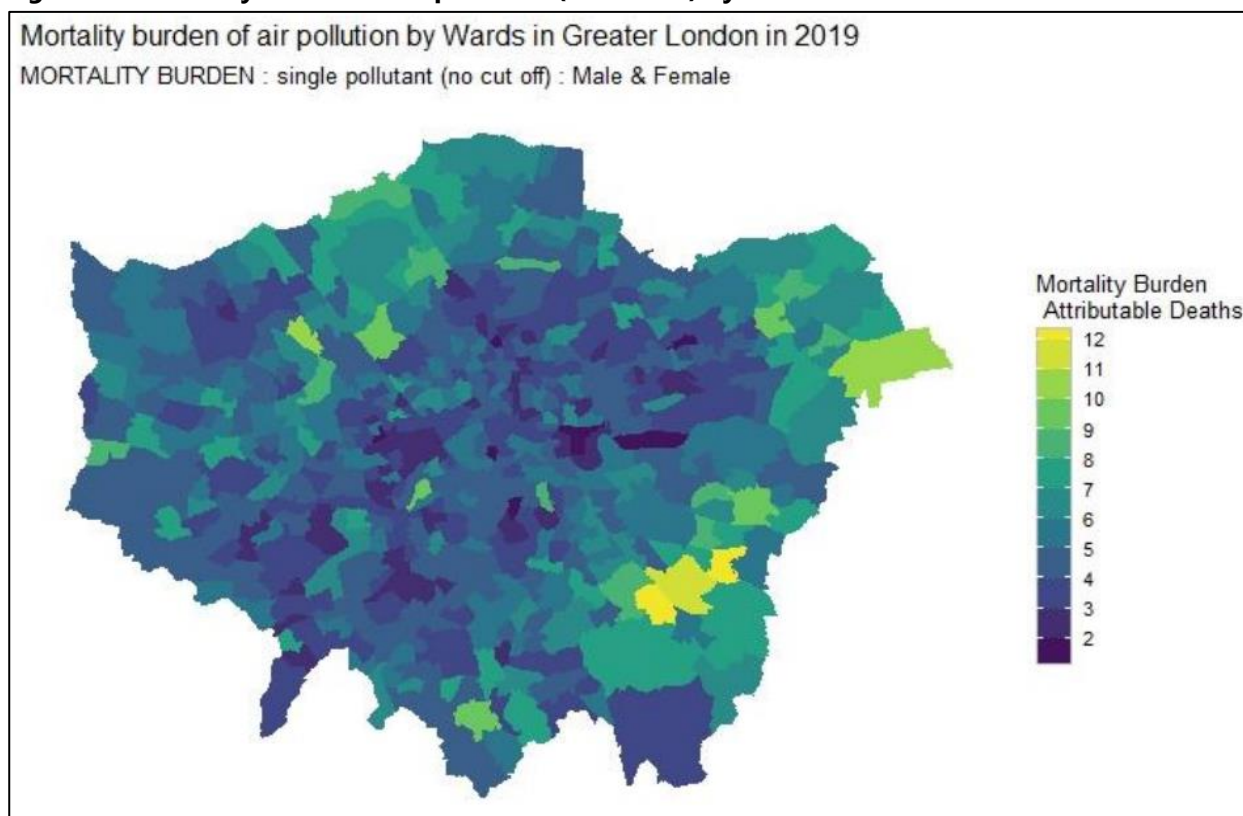 Mortality burden of air pollution by Wards in Greater London in 2019
MORTALITY BURDEN : single pollutant (no cut off) : Male & Female
Mortality Burden
Attributable Deaths
12
11
10
9
8
7
6
5
4
3
2